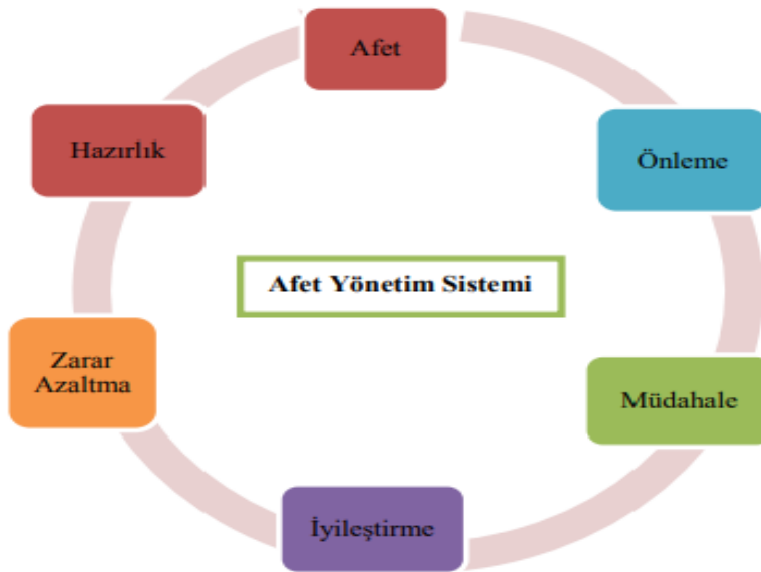 Afet
Hazırlık
Önleme
Afet Yönetim Sistemi
Zarar
Azaltma
Müdahale
İyileştirme